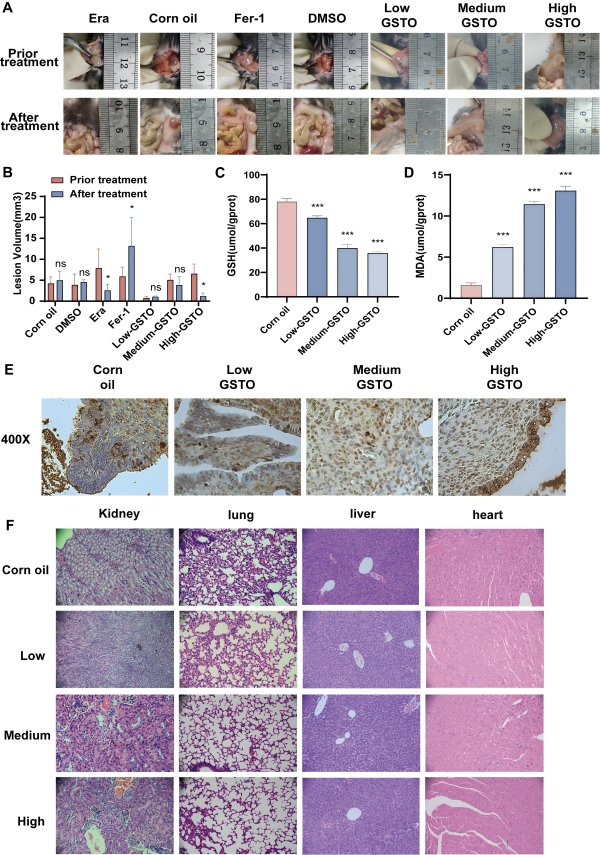 A
Era
Corn oil
Fer-1
DMSO
Low
GSTO
Medium
GSTO
High
GSTO
Prior
treatment
After
treatment
B
Prior treatment
After treatment
Lesion Volume(mm3)
25
20
15
10
5
0
ns
ns
*
*
ns
ns
*
Corn oil
DMSO
Era
Fer-1
Low-GSTO
Medium-GSTO
High-GSTO
C
GSH(umol/gprot)
100
80
60
40
20
0
***
***
***
Corn oil
Low-GSTO
Medium-GSTO
High-GSTO
D
MDA(umol/gprot)
15
10
5
0
***
***
***
Corn oil
Low-GSTO
Medium-GSTO
High-GSTO
E
Corn
oil
Low
GSTO
Medium
GSTO
High
GSTO
400X
F
Kidney
lung
liver
heart
Corn oil
Low
Medium
High